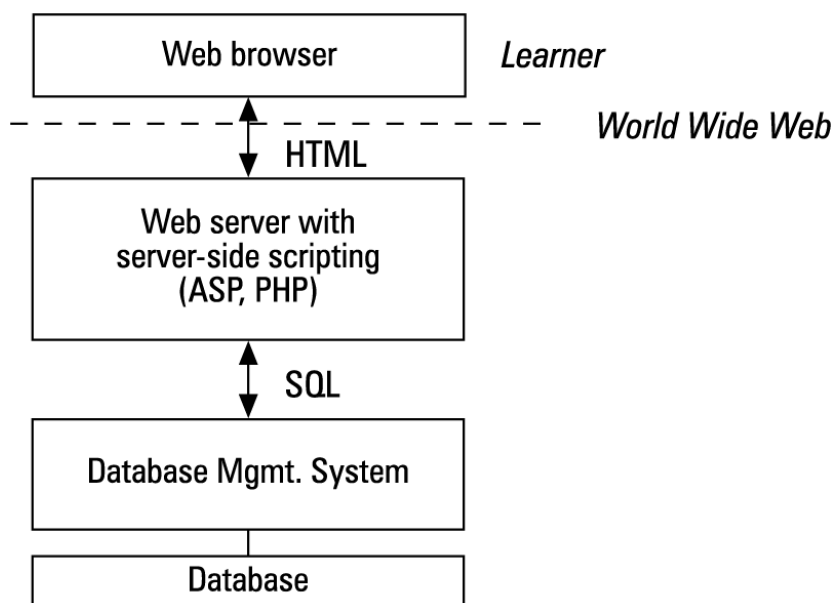 Web browser
Learner
World Wide Web
HTML
Web server with
server-side scripting
(ASP, PHP)
SQL
Database Mgmt. System
Database